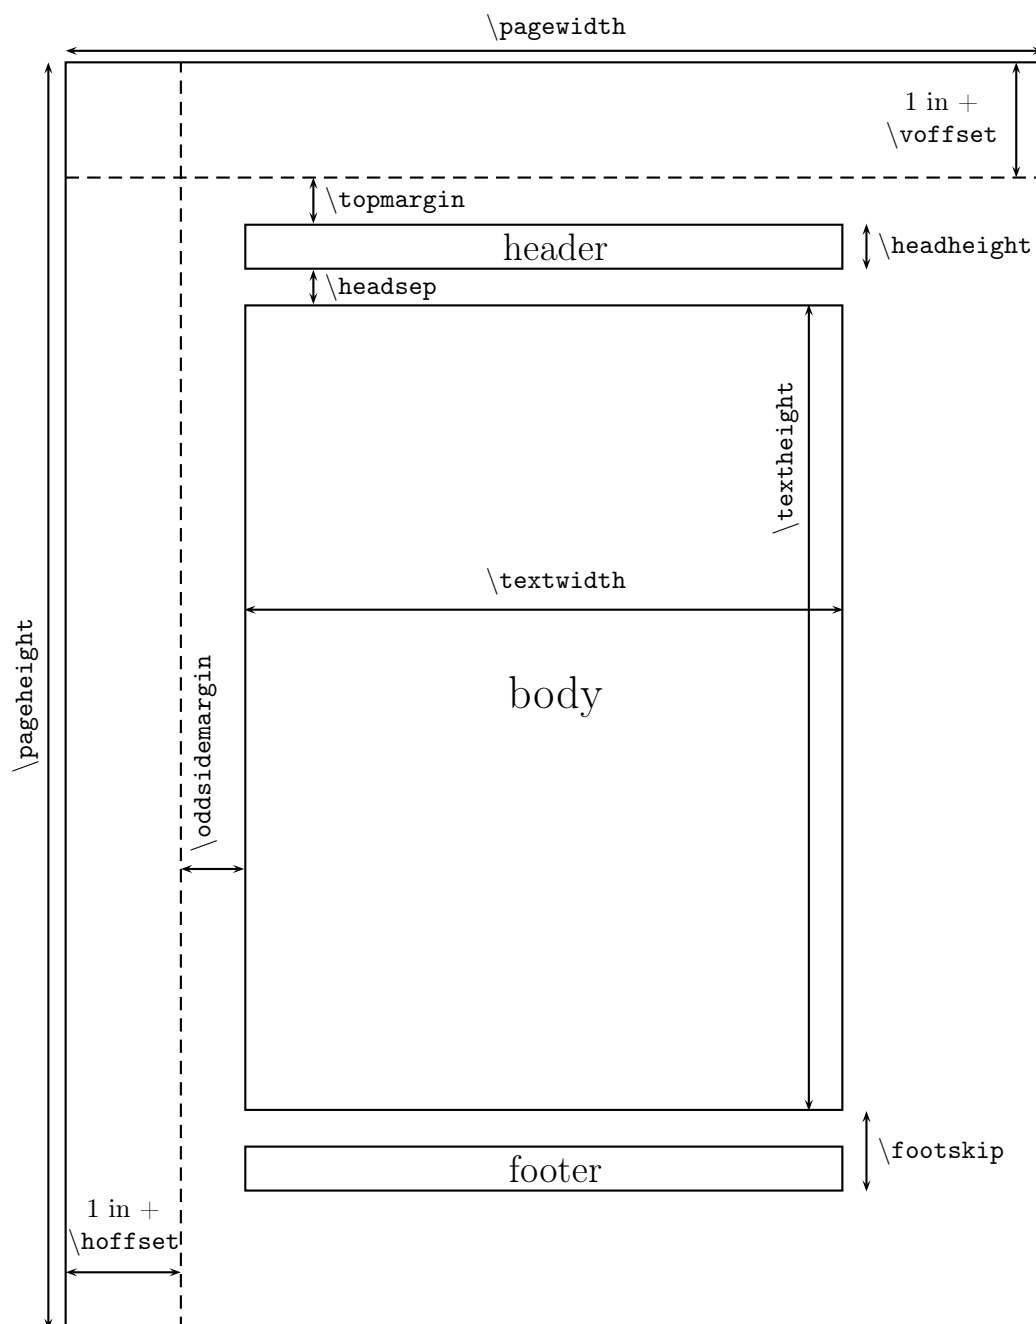 \pagewidth
1 in +
\voffset
\topmargin
header
\headheight
\headsep
\textheight
\textwidth
\pageheight
\oddsidemargin
body
\footskip
footer
1 in +
\hoffset